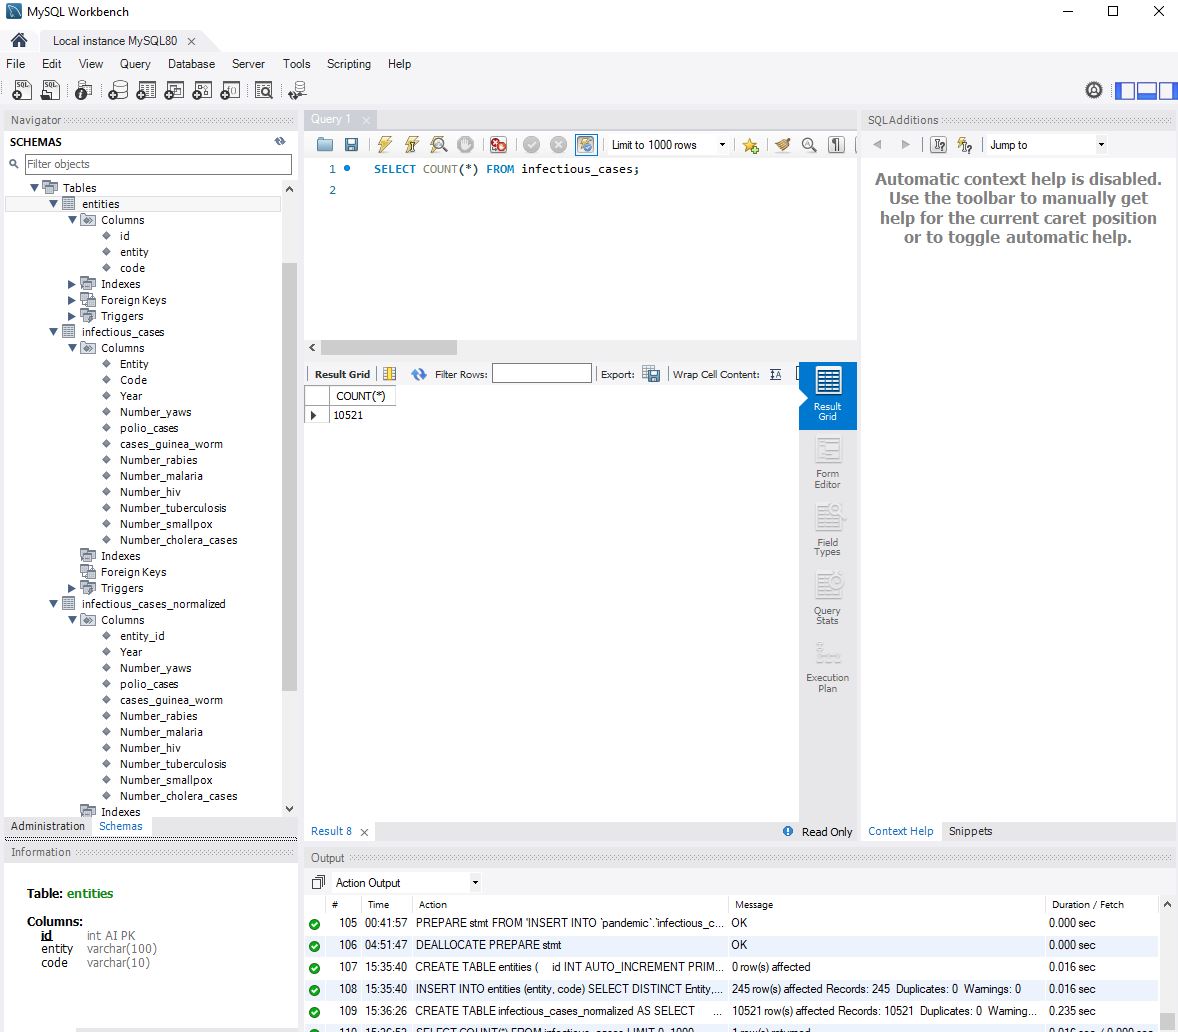 MySQL Workbench
Local instance MySQL80
File Edit View Query Database Server Tools Scripting Help
Navigator
SCHEMAS
Filter objects
Tables
entities
Columns
id
entity
code
Indexes
Foreign Keys
Triggers
infectious_cases
Columns
Entity
Code
Year
Number_yaws
polio_cases
cases_guinea_worm
Number_rabies
Number_malaria
Number_hiv
Number_tuberculosis
Number_smallpox
Number_cholera_cases
Indexes
Foreign Keys
Triggers
infectious_cases_normalized
Columns
entity_id
Year
Number_yaws
polio_cases
cases_guinea_worm
Number_rabies
Number_malaria
Number_hiv
Number_tuberculosis
Number_smallpox
Number_cholera_cases
Indexes
Administration Schemas
Information
Table: entities
Columns:
id int AI PK
entity varchar(100)
code varchar(10)
Query 1
Limit to 1000 rows
1 SELECT COUNT(*) FROM infectious_cases;
2
Result Grid Filter Rows: Export: Wrap Cell Content:
COUNT(*)
10521
Result Grid
Form Editor
Field Types
Query Stats
Execution Plan
Result 8 Read Only
SQLAdditions
Jump to
Automatic context help is disabled.
Use the toolbar to manually get
help for the current caret position
or to toggle automatic help.
Context Help Snippets
Output
Action Output
# Time Action Message Duration / Fetch
105 00:41:57 PREPARE stmt FROM 'INSERT INTO `pandemic`.`infectious_c... OK 0.000 sec
106 04:51:47 DEALLOCATE PREPARE stmt OK 0.000 sec
107 15:35:40 CREATE TABLE entities ( id INT AUTO_INCREMENT PRIM... 0 row(s) affected 0.016 sec
108 15:35:40 INSERT INTO entities (entity, code) SELECT DISTINCT Entity,... 245 row(s) affected Records: 245 Duplicates: 0 Warnings: 0 0.016 sec
109 15:36:26 CREATE TABLE infectious_cases_normalized AS SELECT ... 10521 row(s) affected Records: 10521 Duplicates: 0 Warning... 0.235 sec